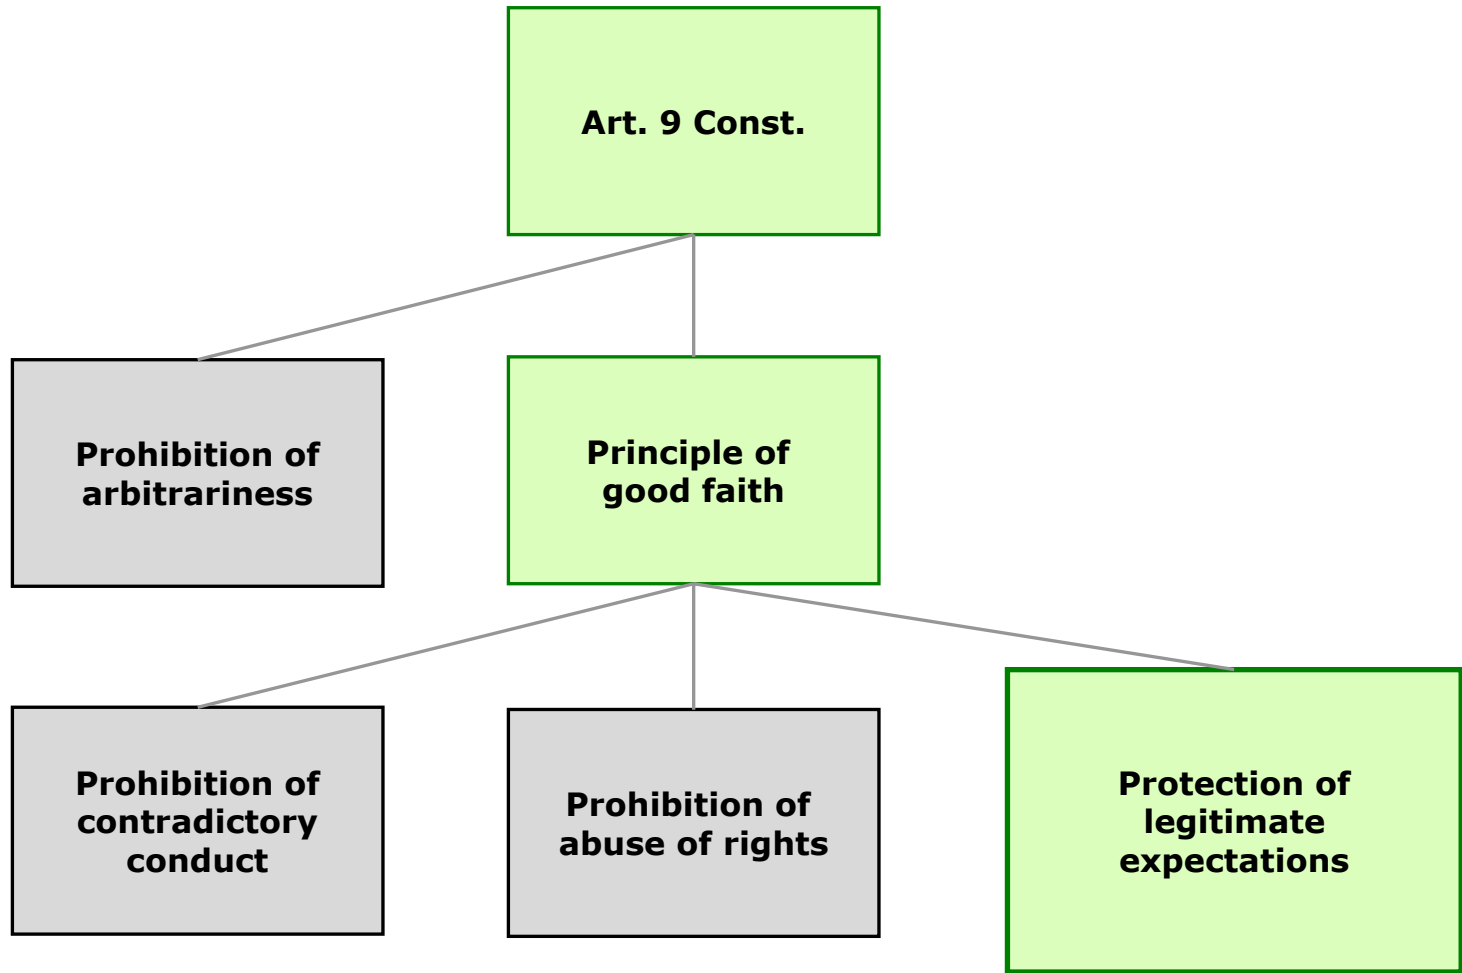 Art. 9 Const.
Prohibition of
arbitrariness
Principle of
good faith
Prohibition of
contradictory
conduct
Prohibition of
abuse of rights
Protection of
legitimate
expectations